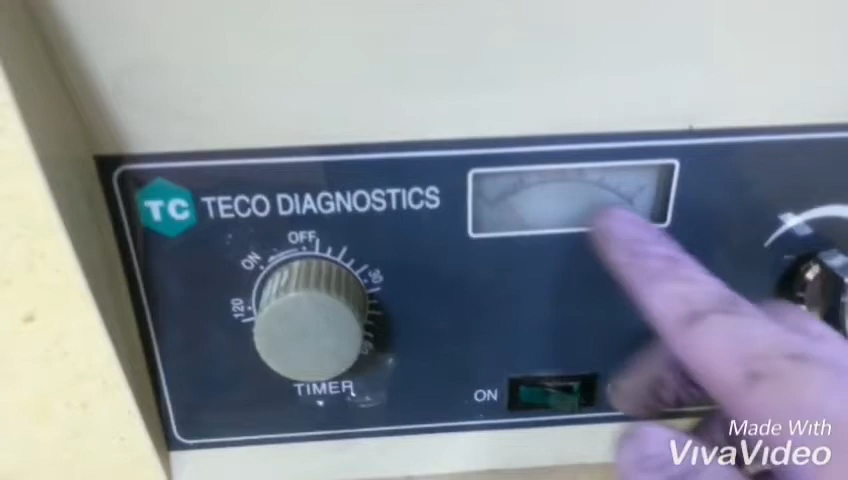 TC TECO DIAGNOSTICS
OFF
ON
30
120
TIMER
ON
Made With
VivaVideo